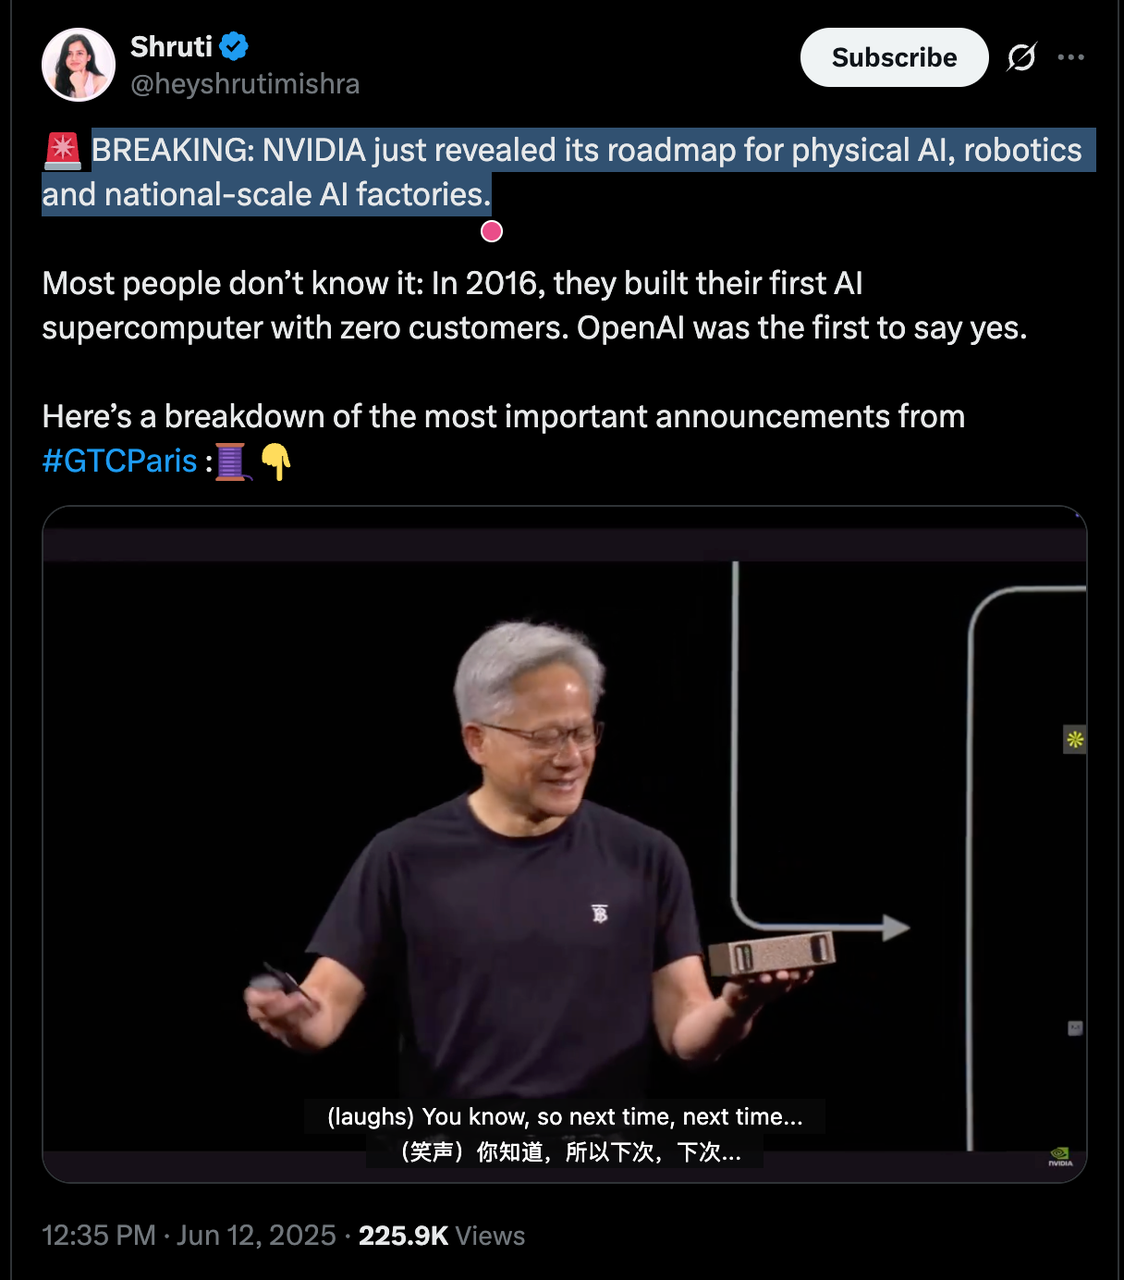 Shruti
@heyshrutimishra
Subscribe
🚨 BREAKING: NVIDIA just revealed its roadmap for physical AI, robotics
and national-scale AI factories.
Most people don’t know it: In 2016, they built their first AI
supercomputer with zero customers. OpenAI was the first to say yes.
Here’s a breakdown of the most important announcements from
#GTCParis :🧵👇
(laughs) You know, so next time, next time...
（笑声）你知道，所以下次，下次...
NVIDIA
12:35 PM · Jun 12, 2025 · 225.9K Views